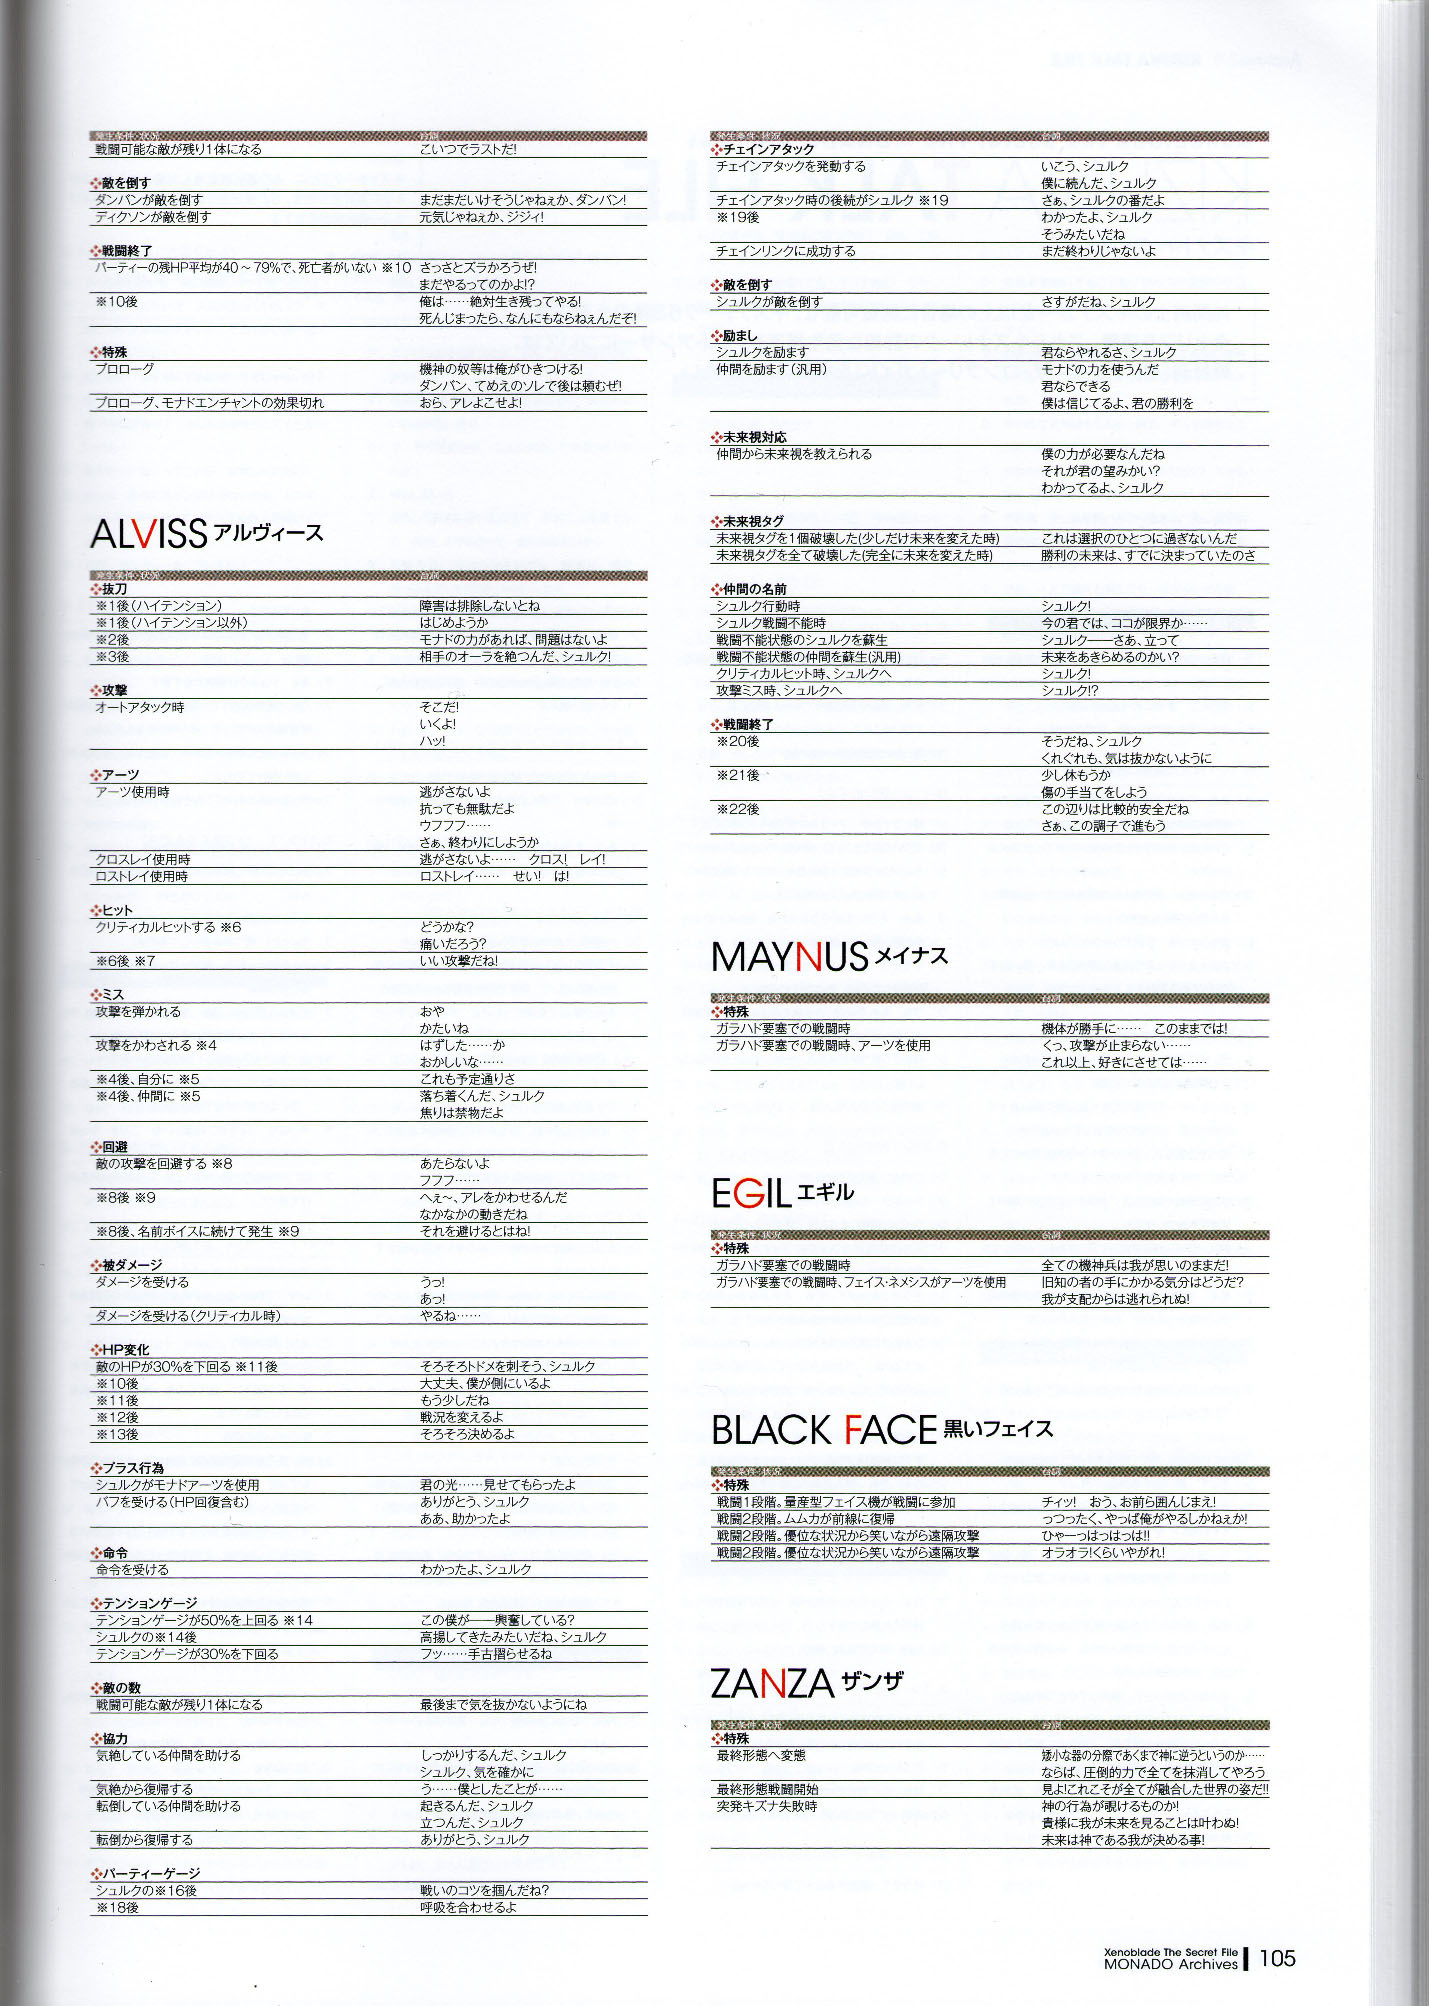 発生条件・状況 台詞
戦闘可能な敵が残り1体になる こいつでラストだ!
敵を倒す
ダンバンが敵を倒す まだまだいけそうじゃねぇか、ダンバン!
ディクソンが敵を倒す 元気じゃねぇか、ジジィ!
戦闘終了
パーティーの残HP平均が40～79%で、死亡者がいない ※10 さっさとズラかろうぜ!
まだやるってのかよ!?
※10後 俺は……絶対生き残ってやる!
死んじまったら、なんにもならねぇんだぞ!
特殊
プロローグ 機神の奴等は俺がひきつける!
ダンバン、てめえのソレで後は頼むぜ!
プロローグ、モナドエンチャントの効果切れ おら、アレよこせよ!
ALVISS アルヴィース
発生条件・状況 台詞
抜刀
※1後(ハイテンション) 障害は排除しないとね
※1後(ハイテンション以外) はじめようか
※2後 モナドの力があれば、問題はないよ
※3後 相手のオーラを絶つんだ、シュルク!
攻撃
オートアタック時 そこだ!
いくよ!
ハッ!
アーツ
アーツ使用時 逃がさないよ
抗っても無駄だよ
ウフフフ……
さぁ、終わりにしようか
クロスレイ使用時 逃がさないよ…… クロス! レイ!
ロストレイ使用時 ロストレイ…… せい! は!
ヒット
クリティカルヒットする ※6 どうかな?
痛いだろう?
※6後 ※7 いい攻撃だね!
ミス
攻撃を弾かれる おや
かたいね
攻撃をかわされる ※4 はずした……か
おかしいな……
※4後、自分に ※5 これも予定通りさ
※4後、仲間に ※5 落ち着くんだ、シュルク
焦りは禁物だよ
回避
敵の攻撃を回避する ※8 あたらないよ
フフフ……
※8後 ※9 へぇ～、アレをかわせるんだ
なかなかの動きだね
※8後、名前ボイスに続けて発生 ※9 それを避けるとはね!
被ダメージ
ダメージを受ける うっ!
あっ!
ダメージを受ける(クリティカル時) やるね……
HP変化
敵のHPが30%を下回る ※11後 そろそろトドメを刺そう、シュルク
※10後 大丈夫、僕が側にいるよ
※11後 もう少しだね
※12後 戦況を変えるよ
※13後 そろそろ決めるよ
プラス行為
シュルクがモナドアーツを使用 君の光……見せてもらったよ
バフを受ける(HP回復含む) ありがとう、シュルク
ああ、助かったよ
命令
命令を受ける わかったよ、シュルク
テンションゲージ
テンションゲージが50%を上回る ※14 この僕が――興奮している?
シュルクの※14後 高揚してきたみたいだね、シュルク
テンションゲージが30%を下回る フッ……手古摺らせるね
敵の数
戦闘可能な敵が残り1体になる 最後まで気を抜かないようにね
協力
気絶している仲間を助ける しっかりするんだ、シュルク
シュルク、気を確かに
気絶から復帰する う……僕としたことが……
転倒している仲間を助ける 起きるんだ、シュルク
立つんだ、シュルク
転倒から復帰する ありがとう、シュルク
パーティーゲージ
シュルクの※16後 戦いのコツを掴んだね?
※18後 呼吸を合わせるよ
発生条件・状況 台詞
チェインアタック
チェインアタックを発動する いこう、シュルク
僕に続んだ、シュルク
チェインアタック時の後続がシュルク ※19 さぁ、シュルクの番だよ
※19後 わかったよ、シュルク
そうみたいだね
チェインリンクに成功する まだ終わりじゃないよ
敵を倒す
シュルクが敵を倒す さすがだね、シュルク
励まし
シュルクを励ます 君ならやれるさ、シュルク
仲間を励ます(汎用) モナドの力を使うんだ
君ならできる
僕は信じてるよ、君の勝利を
未来視対応
仲間から未来視を教えられる 僕の力が必要なんだね
それが君の望みかい?
わかってるよ、シュルク
未来視タグ
未来視タグを1個破壊した(少しだけ未来を変えた時) これは選択のひとつに過ぎないんだ
未来視タグを全て破壊した(完全に未来を変えた時) 勝利の未来は、すでに決まっていたのさ
仲間の名前
シュルク行動時 シュルク!
シュルク戦闘不能時 今の君では、ココが限界か……
戦闘不能状態のシュルクを蘇生 シュルク――さあ、立って
戦闘不能状態の仲間を蘇生(汎用) 未来をあきらめるのかい?
クリティカルヒット時、シュルクへ シュルク!
攻撃ミス時、シュルクへ シュルク!?
戦闘終了
※20後 そうだね、シュルク
くれぐれも、気は抜かないように
※21後 少し休もうか
傷の手当てをしよう
※22後 この辺りは比較的安全だね
さぁ、この調子で進もう
MAYNUS メイナス
発生条件・状況 台詞
特殊
ガラハド要塞での戦闘時 機体が勝手に…… このままでは!
ガラハド要塞での戦闘時、アーツを使用 くっ、攻撃が止まらない……
これ以上、好きにさせては……
EGIL エギル
発生条件・状況 台詞
特殊
ガラハド要塞での戦闘時 全ての機神兵は我が思いのままだ!
ガラハド要塞での戦闘時、フェイス・ネメシスがアーツを使用 旧知の者の手にかかる気分はどうだ?
我が支配からは逃れられぬ!
BLACK FACE 黒いフェイス
発生条件・状況 台詞
特殊
戦闘1段階。量産型フェイス機が戦闘に参加 チィッ! おう、お前ら囲んじまえ!
戦闘2段階。ムムカが前線に復帰 っつったく、やっぱ俺がやるしかねぇか!
戦闘2段階。優位な状況から笑いながら遠隔攻撃 ひゃーっはっはっは!!
戦闘2段階。優位な状況から笑いながら遠隔攻撃 オラオラ!くらいやがれ!
ZANZA ザンザ
発生条件・状況 台詞
特殊
最終形態へ変態 矮小な器の分際であくまで神に逆うというのか……
ならば、圧倒的力で全てを抹消してやろう
最終形態戦闘開始 見よ!これこそが全てが融合した世界の姿だ!!
突発キズナ失敗時 神の行為が覗けるものか!
貴様に我が未来を見ることは叶わぬ!
未来は神である我が決める事!
Xenoblade The Secret File
MONADO Archives 105